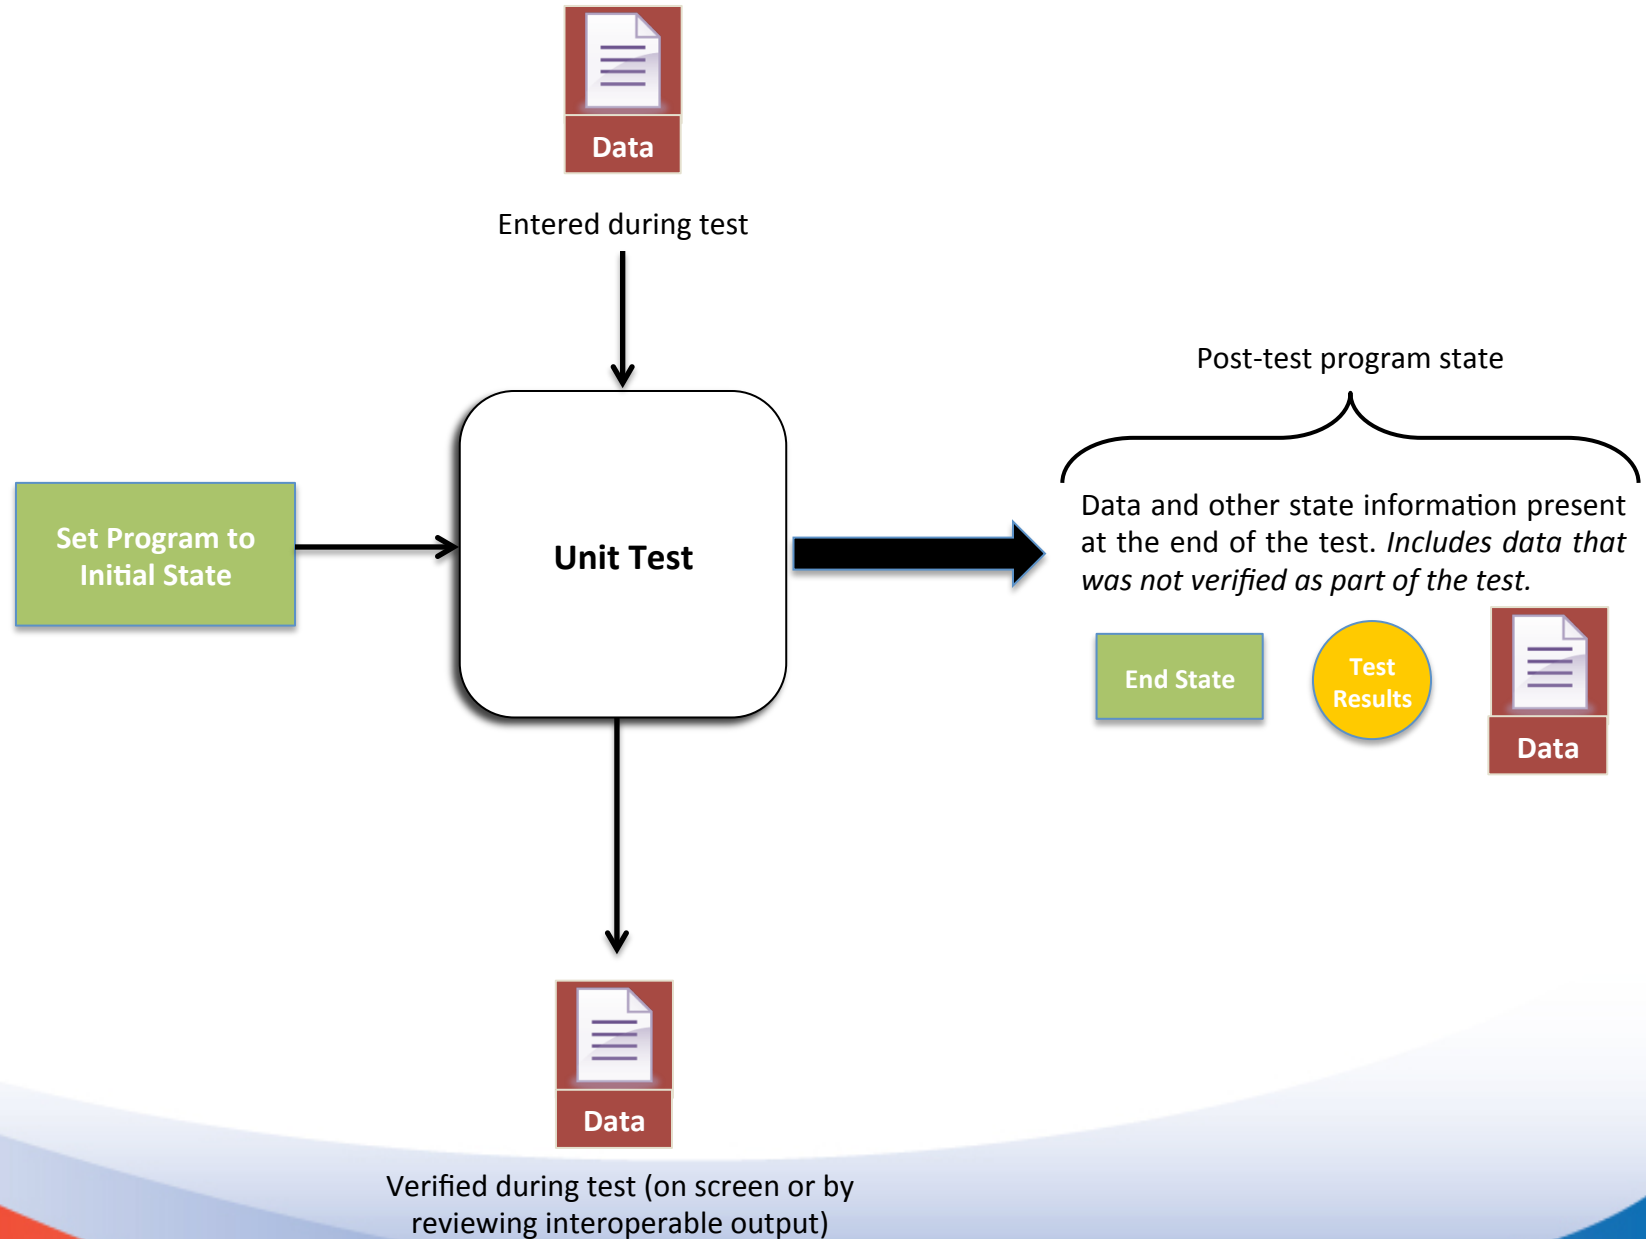 Data
Entered during test
Post-test program state
Set Program to
Initial State
Unit Test
Data and other state information present
at the end of the test. Includes data that
was not verified as part of the test.
End State
Test
Results
Data
Data
Verified during test (on screen or by
reviewing interoperable output)